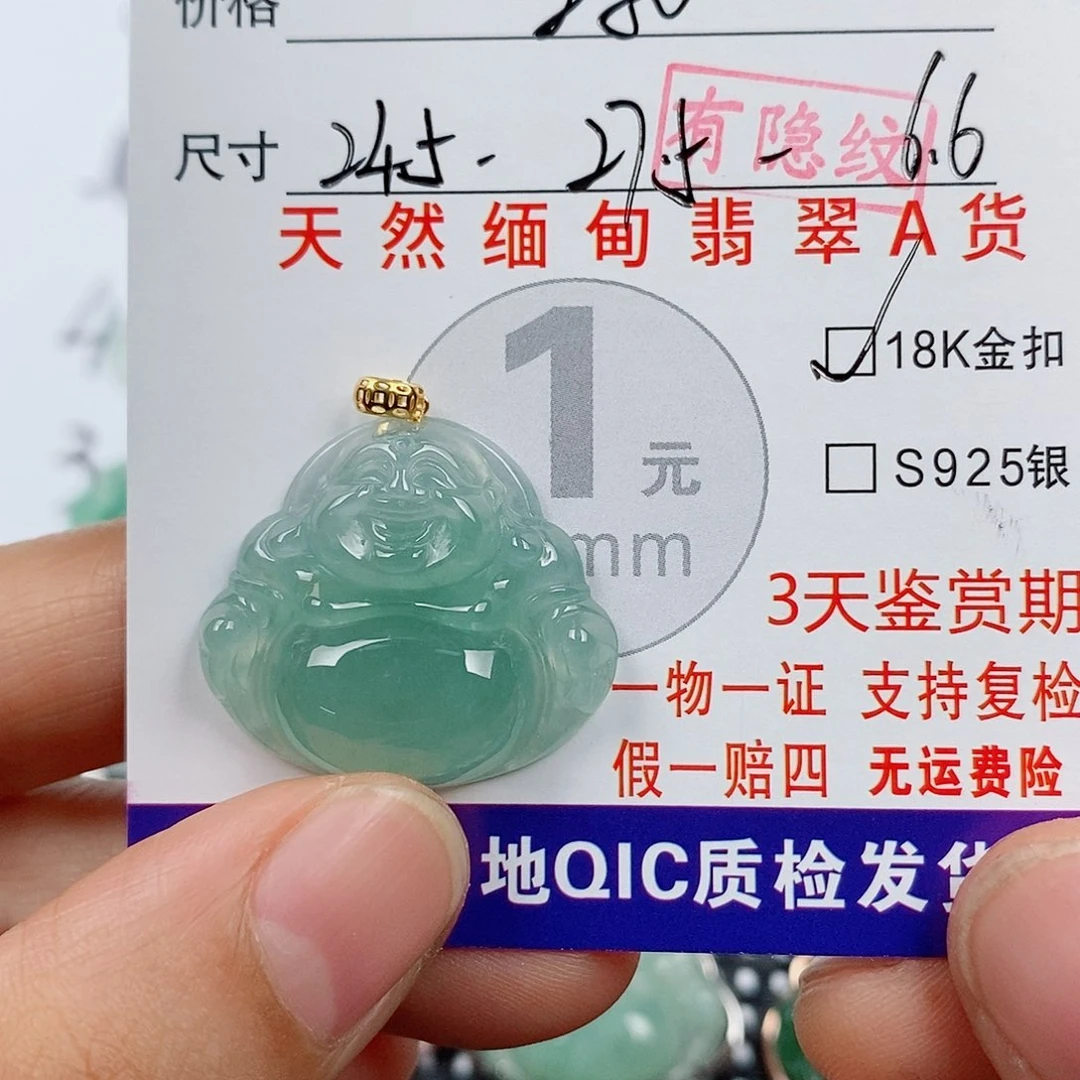 价格
尺寸 24.5 - 27.5 - 6.6
有隐纹
天然缅甸翡翠A货
1元
mm
18K金扣
S925银
3天鉴赏期
一物一证 支持复检
假一赔四 无运费险
地QIC质检发货